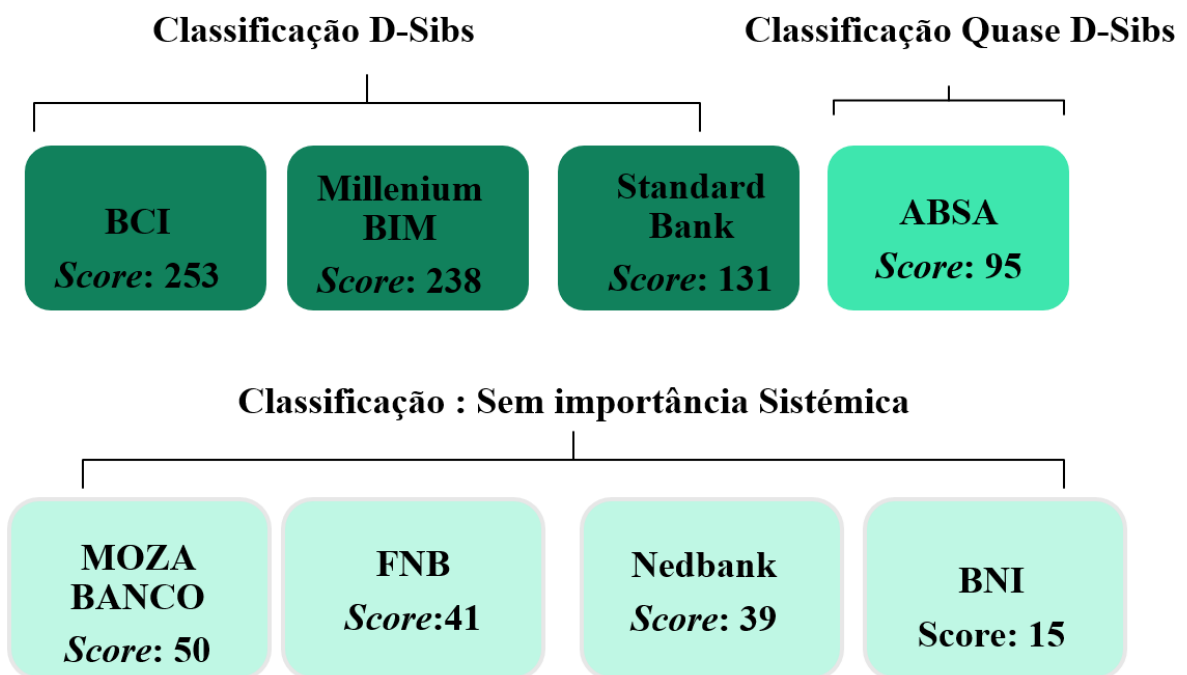 Classificação D-Sibs
Classificação Quase D-Sibs
BCI
Score: 253
Millenium
BIM
Score: 238
Standard
Bank
Score: 131
ABSA
Score: 95
Classificação : Sem importância Sistémica
MOZA
BANCO
Score: 50
FNB
Score:41
Nedbank
Score: 39
BNI
Score: 15